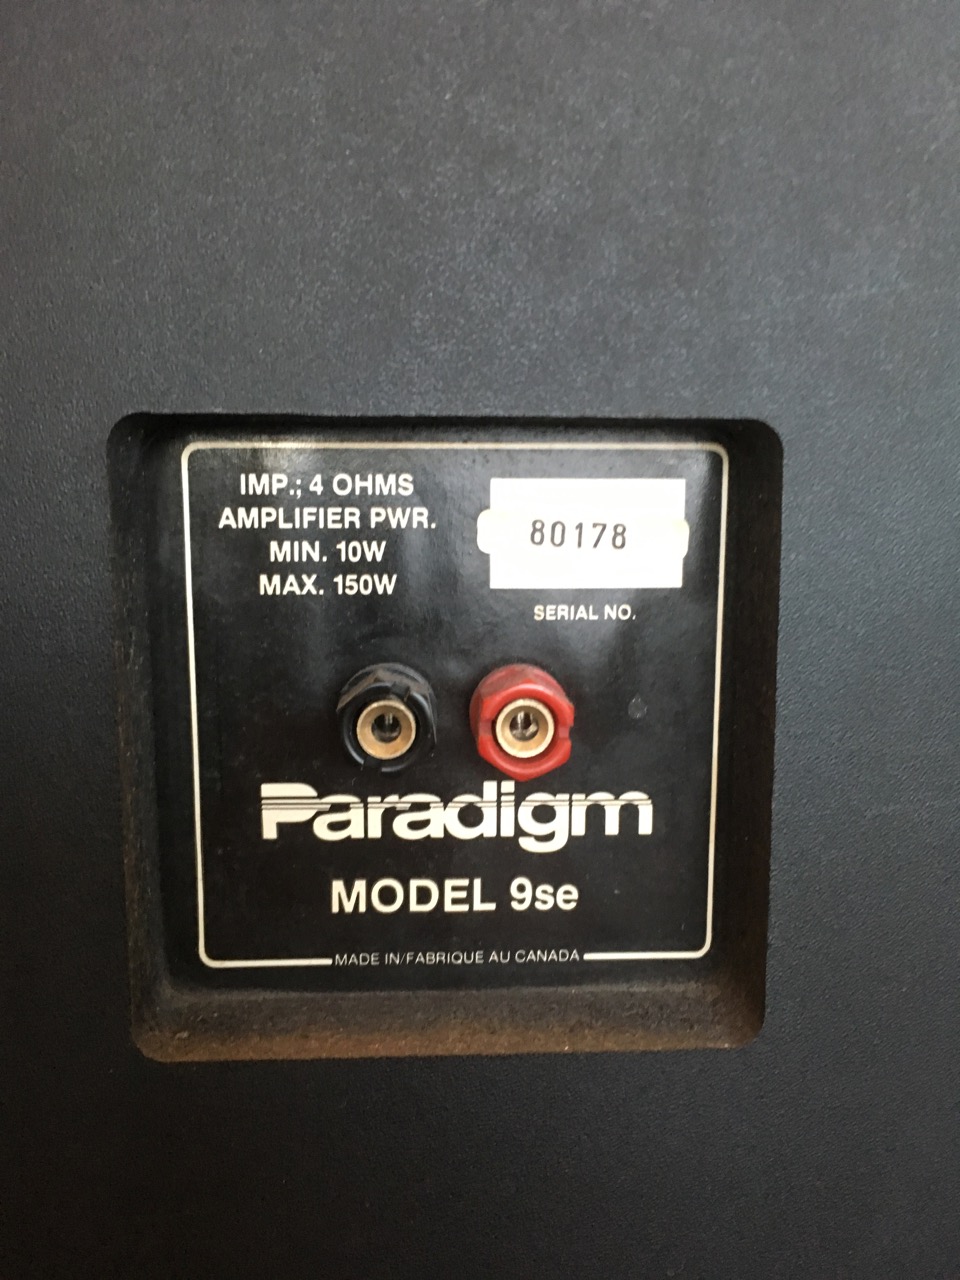 IMP.; 4 OHMS
AMPLIFIER PWR.
MIN. 10W
MAX. 150W
80178
SERIAL NO.
Paradigm
MODEL 9se
MADE IN/FABRIQUE AU CANADA